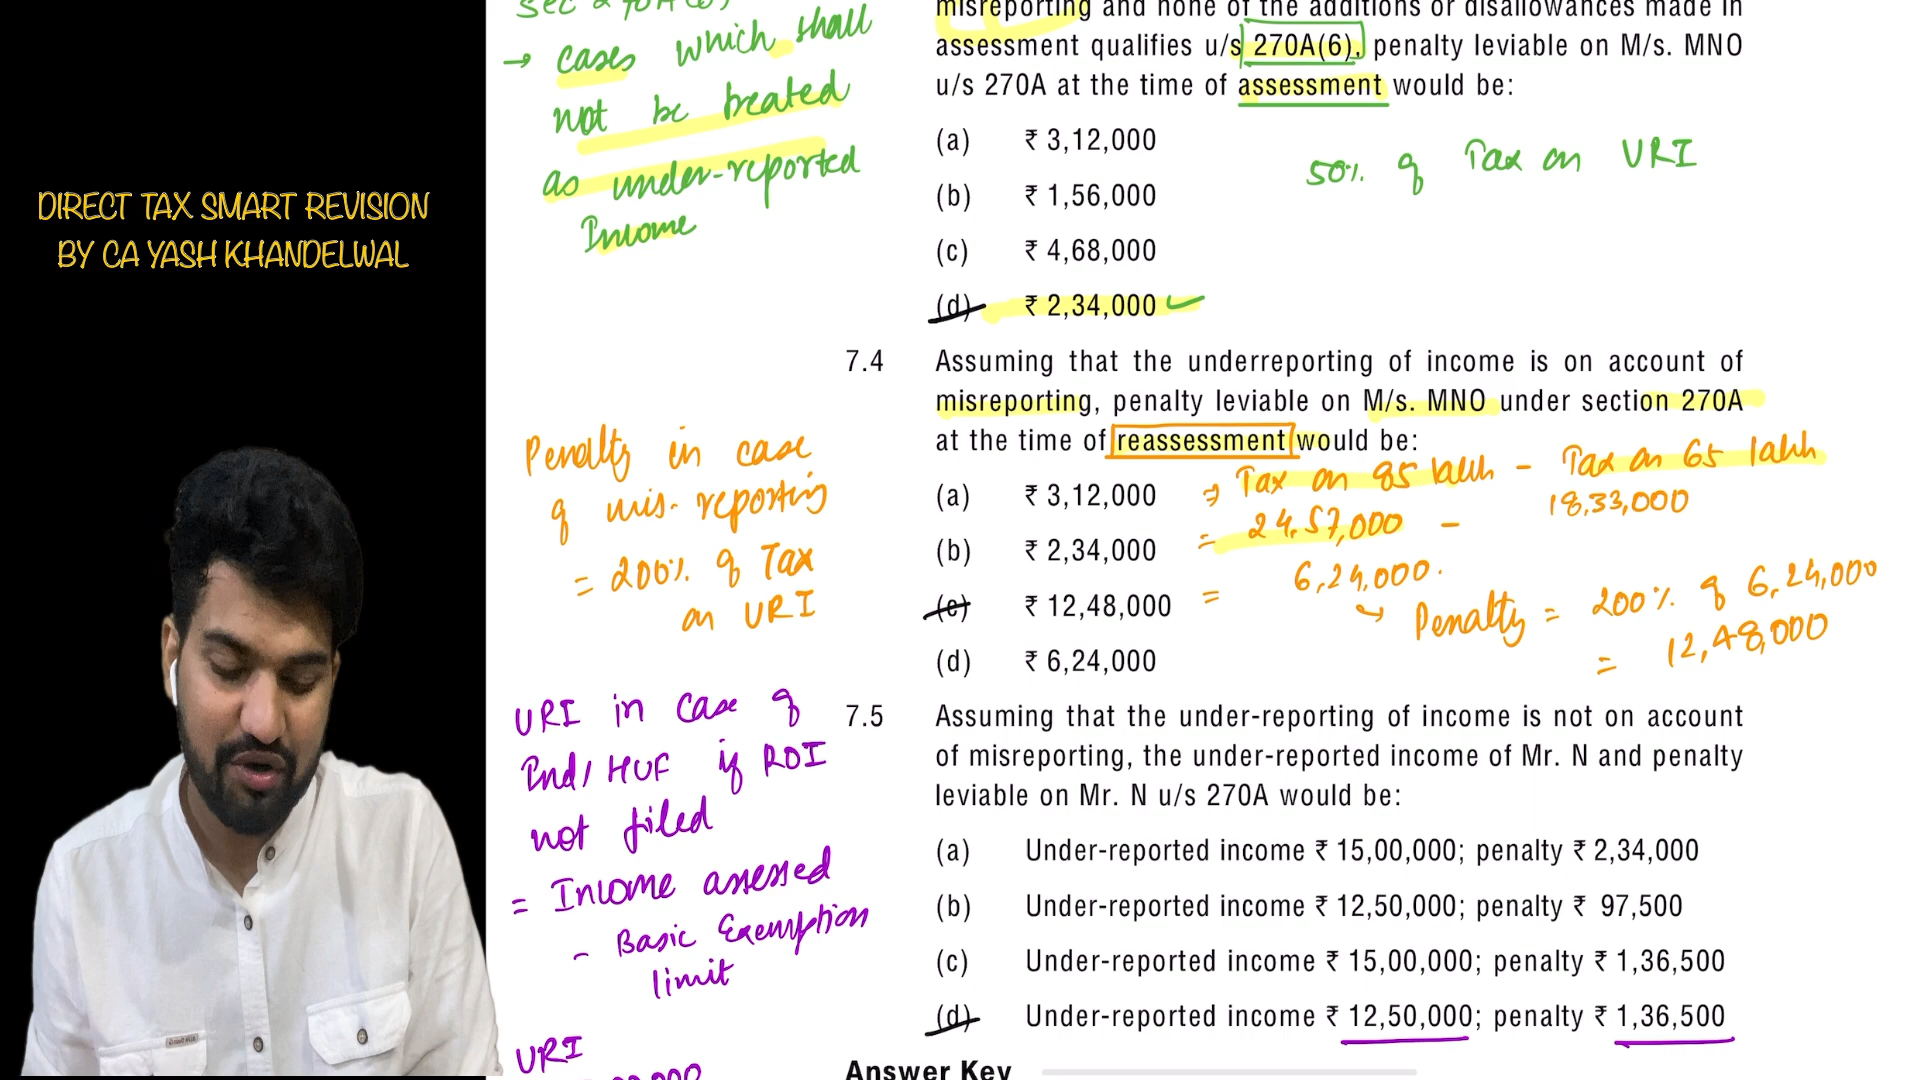 DIRECT TAX SMART REVISION
BY CA YASH KHANDELWAL
→ cases which shall
not be treated
as under-reported
Income
misreporting and none of the additions or disallowances made in
assessment qualifies u/s 270A(6), penalty leviable on M/s. MNO
u/s 270A at the time of assessment would be:
(a) ₹ 3,12,000
(b) ₹ 1,56,000
(c) ₹ 4,68,000
(d) ₹ 2,34,000
50% of Tax on URI
7.4 Assuming that the underreporting of income is on account of
misreporting, penalty leviable on M/s. MNO under section 270A
at the time of reassessment would be:
(a) ₹ 3,12,000
(b) ₹ 2,34,000
(c) ₹ 12,48,000
(d) ₹ 6,24,000
⇒ Tax on 85 lakh - Tax on 65 lakh
= 24,57,000 - 18,33,000
= 6,24,000.
↳ Penalty = 200% of 6,24,000
= 12,48,000
Penalty in case
of mis-reporting
= 200% of Tax
on URI
7.5 Assuming that the under-reporting of income is not on account
of misreporting, the under-reported income of Mr. N and penalty
leviable on Mr. N u/s 270A would be:
(a) Under-reported income ₹ 15,00,000; penalty ₹ 2,34,000
(b) Under-reported income ₹ 12,50,000; penalty ₹ 97,500
(c) Under-reported income ₹ 15,00,000; penalty ₹ 1,36,500
(d) Under-reported income ₹ 12,50,000; penalty ₹ 1,36,500
URI in case of
Ind/HUF if ROI
not filed
= Income assessed
- Basic Exemption
limit
URI
Answer Key